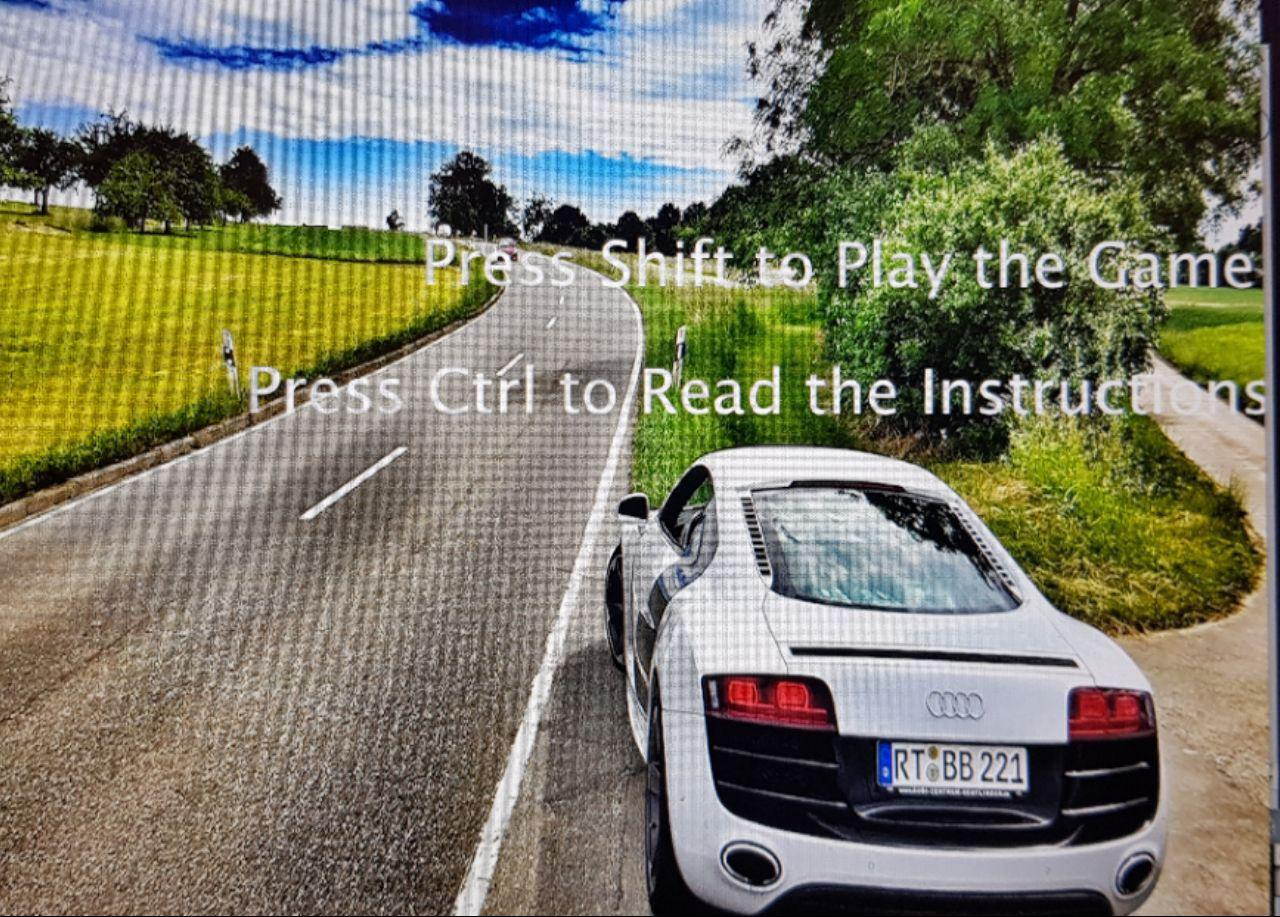 Press Shift to Play the Game
Press Ctrl to Read the Instructions
RT BB 221